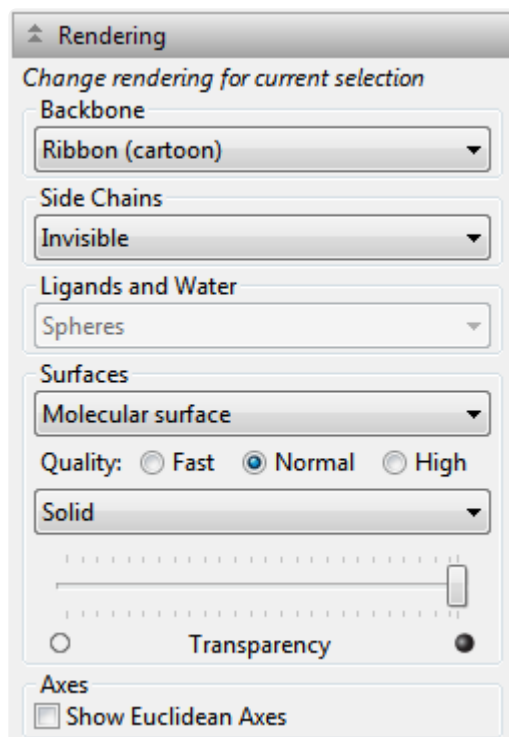 Rendering
Change rendering for current selection
Backbone
Ribbon (cartoon)
Side Chains
Invisible
Ligands and Water
Spheres
Surfaces
Molecular surface
Quality: Fast Normal High
Solid
Transparency
Axes
Show Euclidean Axes